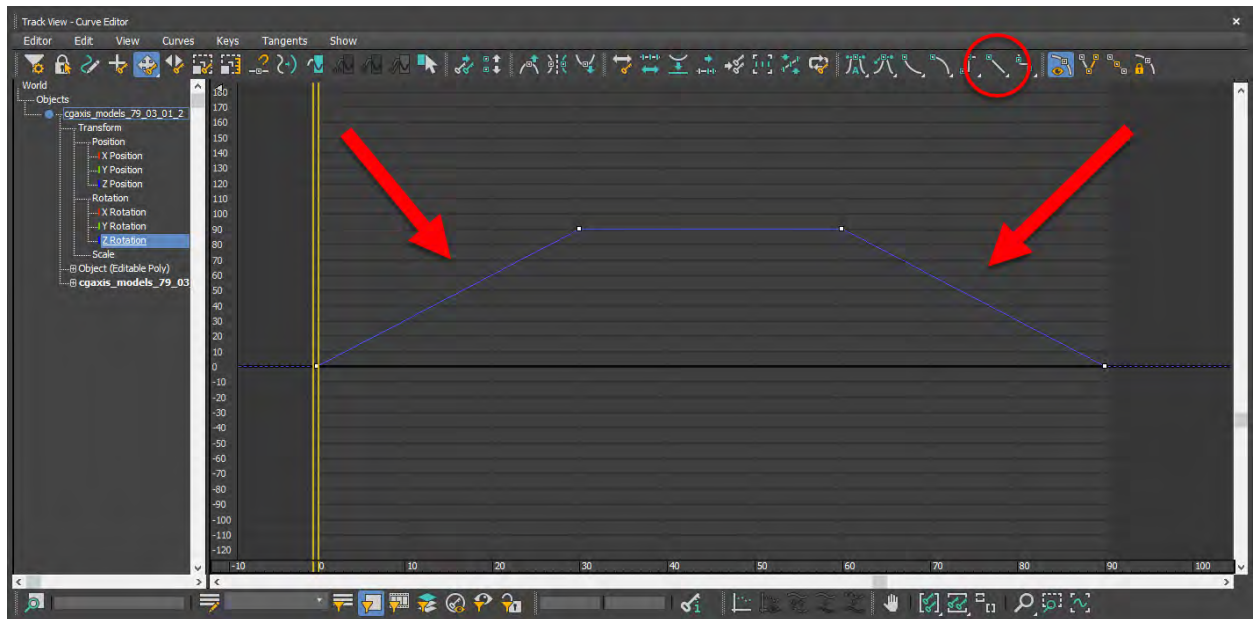 Track View - Curve Editor
Editor Edit View Curves Keys Tangents Show
World
Objects
cgaxis_models_79_03_01_2
Transform
Position
X Position
Y Position
Z Position
Rotation
X Rotation
Y Rotation
Z Rotation
Scale
Object (Editable Poly)
cgaxis_models_79_03
180
170
160
150
140
130
120
110
100
90
80
70
60
50
40
30
20
10
0
-10
-20
-30
-40
-50
-60
-70
-80
-90
-100
-110
-120
-10 0 10 20 30 40 50 60 70 80 90 100